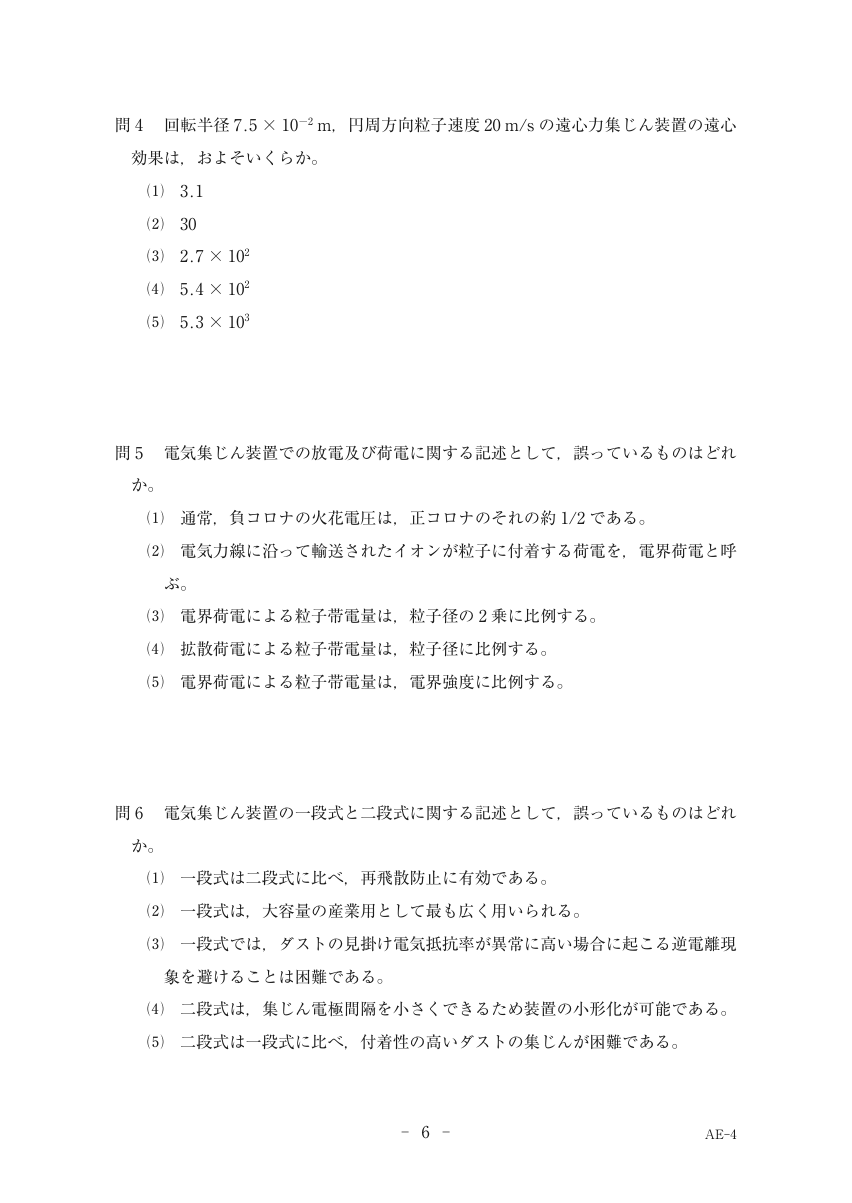 問4　回転半径 7.5 × 10⁻² m，円周方向粒子速度 20 m/s の遠心力集じん装置の遠心
効果は，およそいくらか。
⑴　3.1
⑵　30
⑶　2.7 × 10²
⑷　5.4 × 10²
⑸　5.3 × 10³
問5　電気集じん装置での放電及び荷電に関する記述として，誤っているものはどれ
か。
⑴　通常，負コロナの火花電圧は，正コロナのそれの約 1/2 である。
⑵　電気力線に沿って輸送されたイオンが粒子に付着する荷電を，電界荷電と呼
ぶ。
⑶　電界荷電による粒子帯電量は，粒子径の 2 乗に比例する。
⑷　拡散荷電による粒子帯電量は，粒子径に比例する。
⑸　電界荷電による粒子帯電量は，電界強度に比例する。
問6　電気集じん装置の一段式と二段式に関する記述として，誤っているものはどれ
か。
⑴　一段式は二段式に比べ，再飛散防止に有効である。
⑵　一段式は，大容量の産業用として最も広く用いられる。
⑶　一段式では，ダストの見掛け電気抵抗率が異常に高い場合に起こる逆電離現
象を避けることは困難である。
⑷　二段式は，集じん電極間隔を小さくできるため装置の小形化が可能である。
⑸　二段式は一段式に比べ，付着性の高いダストの集じんが困難である。
- 6 -
AE-4